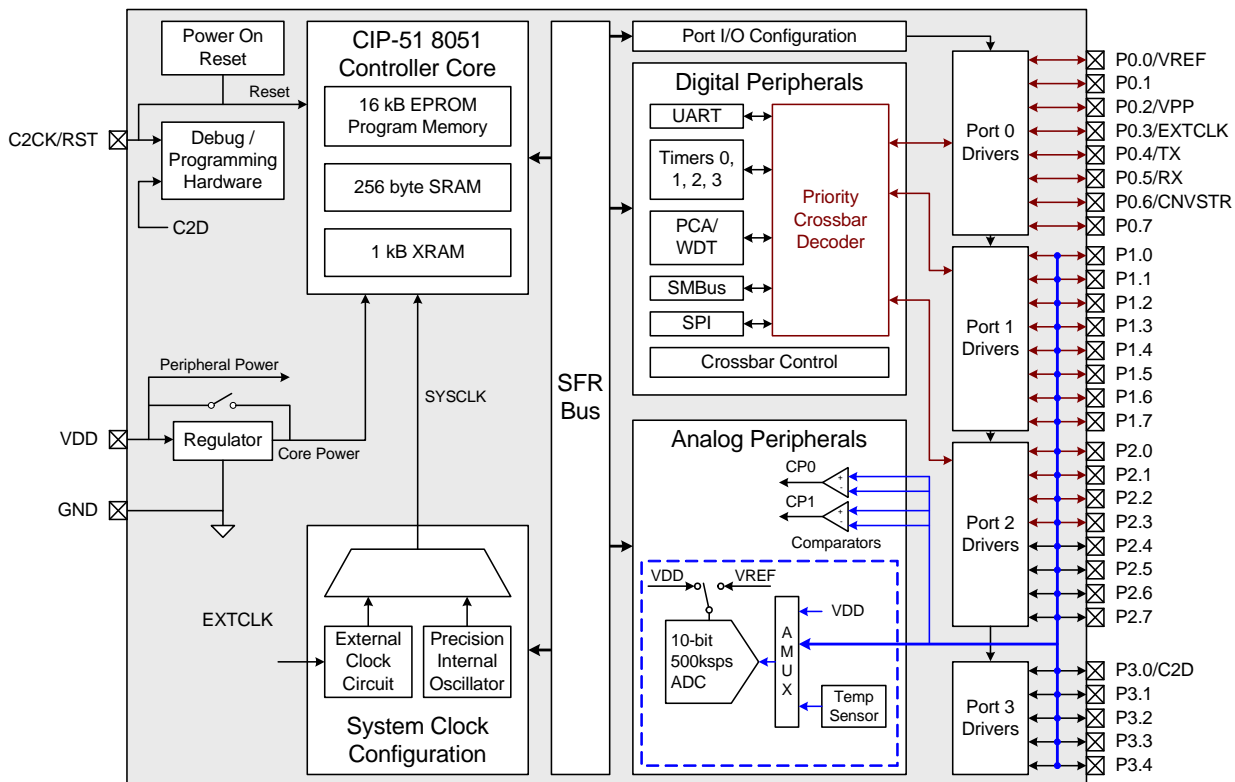 Power On
Reset
Reset
C2CK/RST
Debug /
Programming
Hardware
C2D
CIP-51 8051
Controller Core
16 kB EPROM
Program Memory
256 byte SRAM
1 kB XRAM
Peripheral Power
VDD
Regulator
Core Power
GND
SYSCLK
EXTCLK
External
Clock
Circuit
Precision
Internal
Oscillator
System Clock
Configuration
SFR
Bus
Port I/O Configuration
Digital Peripherals
UART
Timers 0,
1, 2, 3
PCA/
WDT
SMBus
SPI
Priority
Crossbar
Decoder
Crossbar Control
Analog Peripherals
CP0
+
-
CP1
+
-
Comparators
VDD
VREF
VDD
10-bit
500ksps
ADC
A
M
U
X
Temp
Sensor
Port 0
Drivers
Port 1
Drivers
Port 2
Drivers
Port 3
Drivers
P0.0/VREF
P0.1
P0.2/VPP
P0.3/EXTCLK
P0.4/TX
P0.5/RX
P0.6/CNVSTR
P0.7
P1.0
P1.1
P1.2
P1.3
P1.4
P1.5
P1.6
P1.7
P2.0
P2.1
P2.2
P2.3
P2.4
P2.5
P2.6
P2.7
P3.0/C2D
P3.1
P3.2
P3.3
P3.4